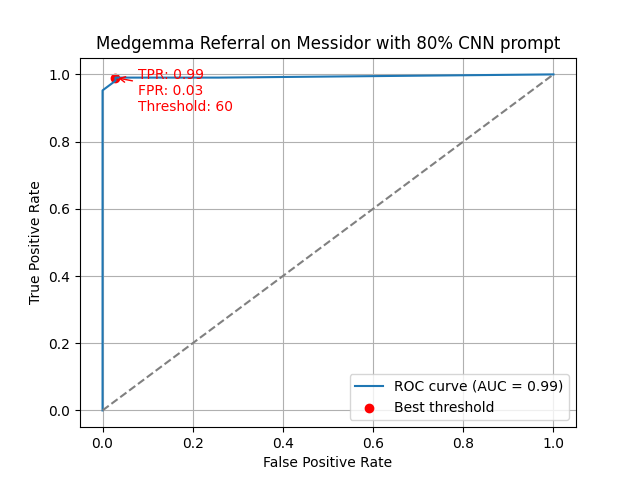 Medgemma Referral on Messidor with 80% CNN prompt
TPR: 0.99
FPR: 0.03
Threshold: 60
1.0
0.8
0.6
0.4
0.2
0.0
True Positive Rate
ROC curve (AUC = 0.99)
Best threshold
0.0 0.2 0.4 0.6 0.8 1.0
False Positive Rate